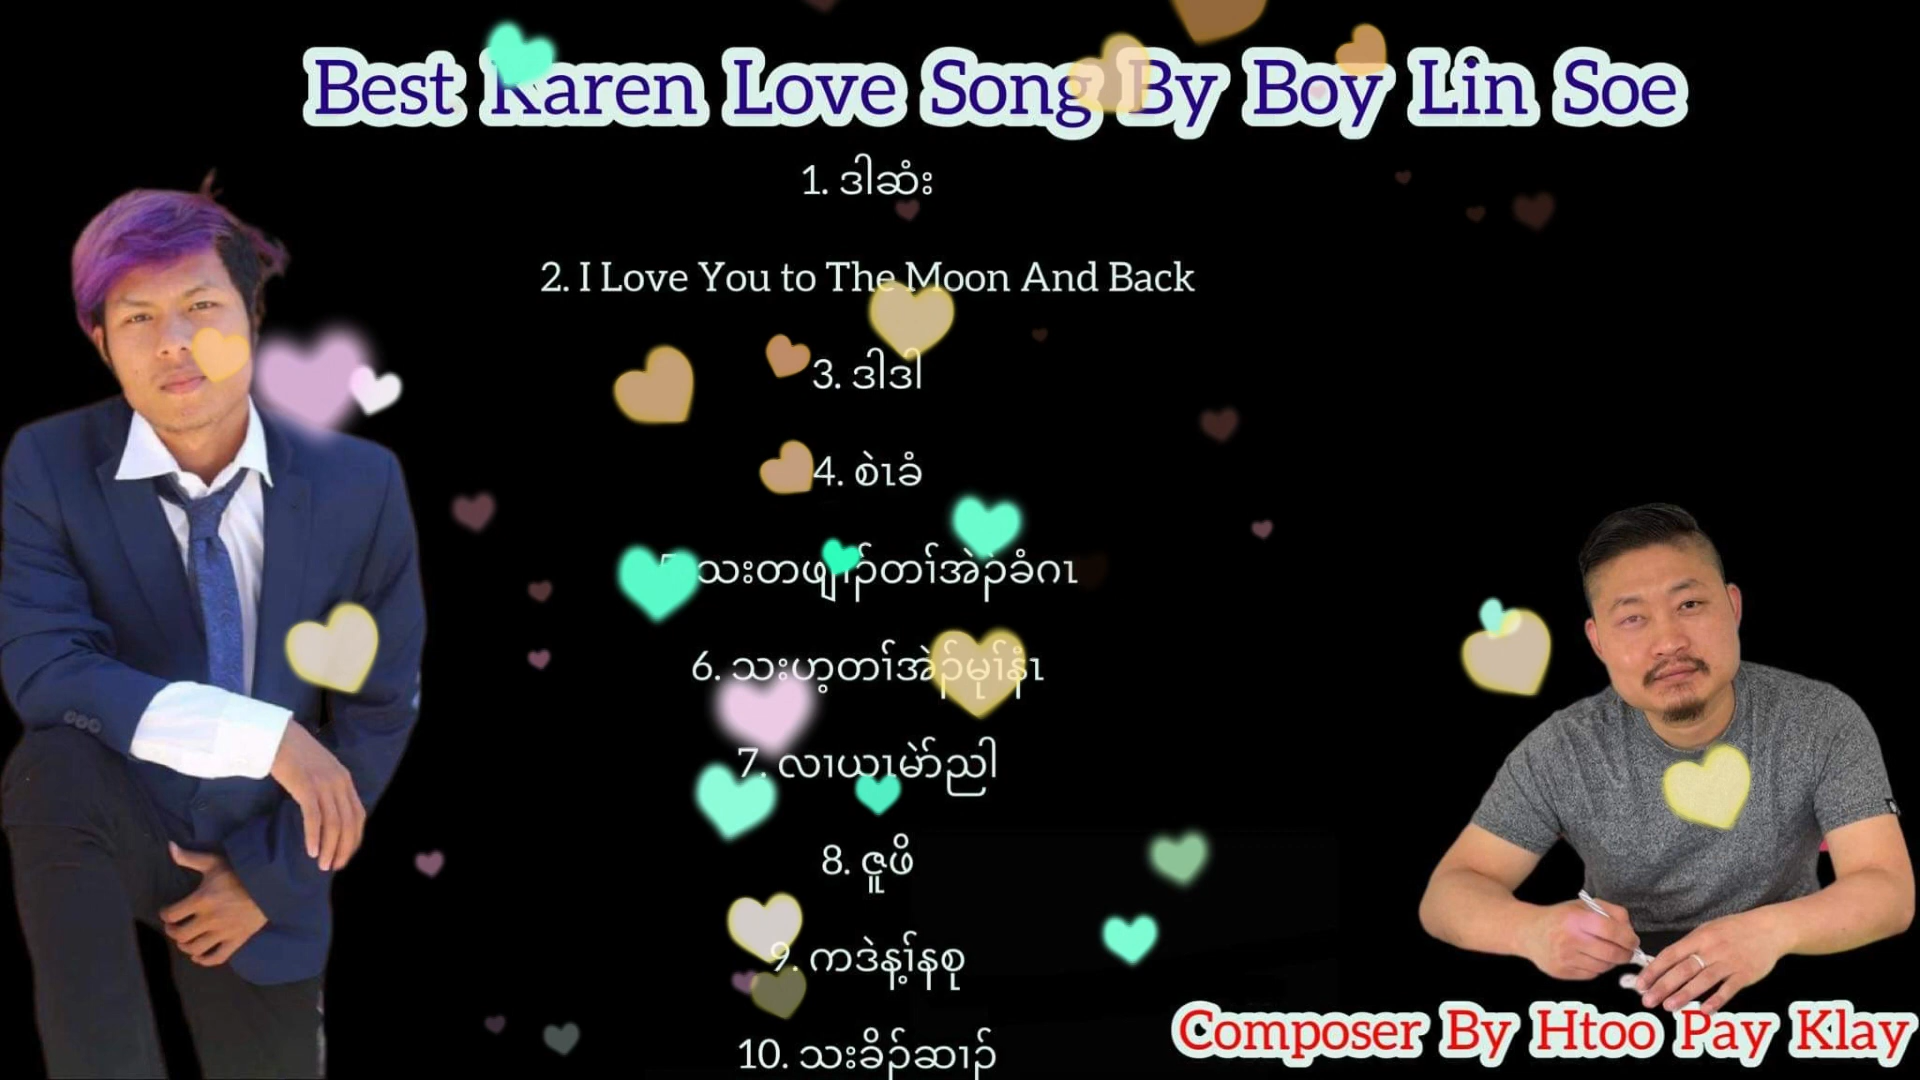 Best Karen Love Song By Boy Lin Soe
1. ဒါဆံး
2. I Love You to The Moon And Back
3. ဒါဒါ
4. စဲၤခံ
5. သးတဖျၢၣ်တၢ်အဲၣ်ခံဂၤ
6. သးဟ့တၢ်အဲၣ်မုၢ်နံၤ
7. လၢယၤမဲာ်ညါ
8. ဇူဖိ
9. ကဒဲန့ၢ်နစု
10. သးခိၣ်ဆၢၣ်
Composer By Htoo Pay Klay